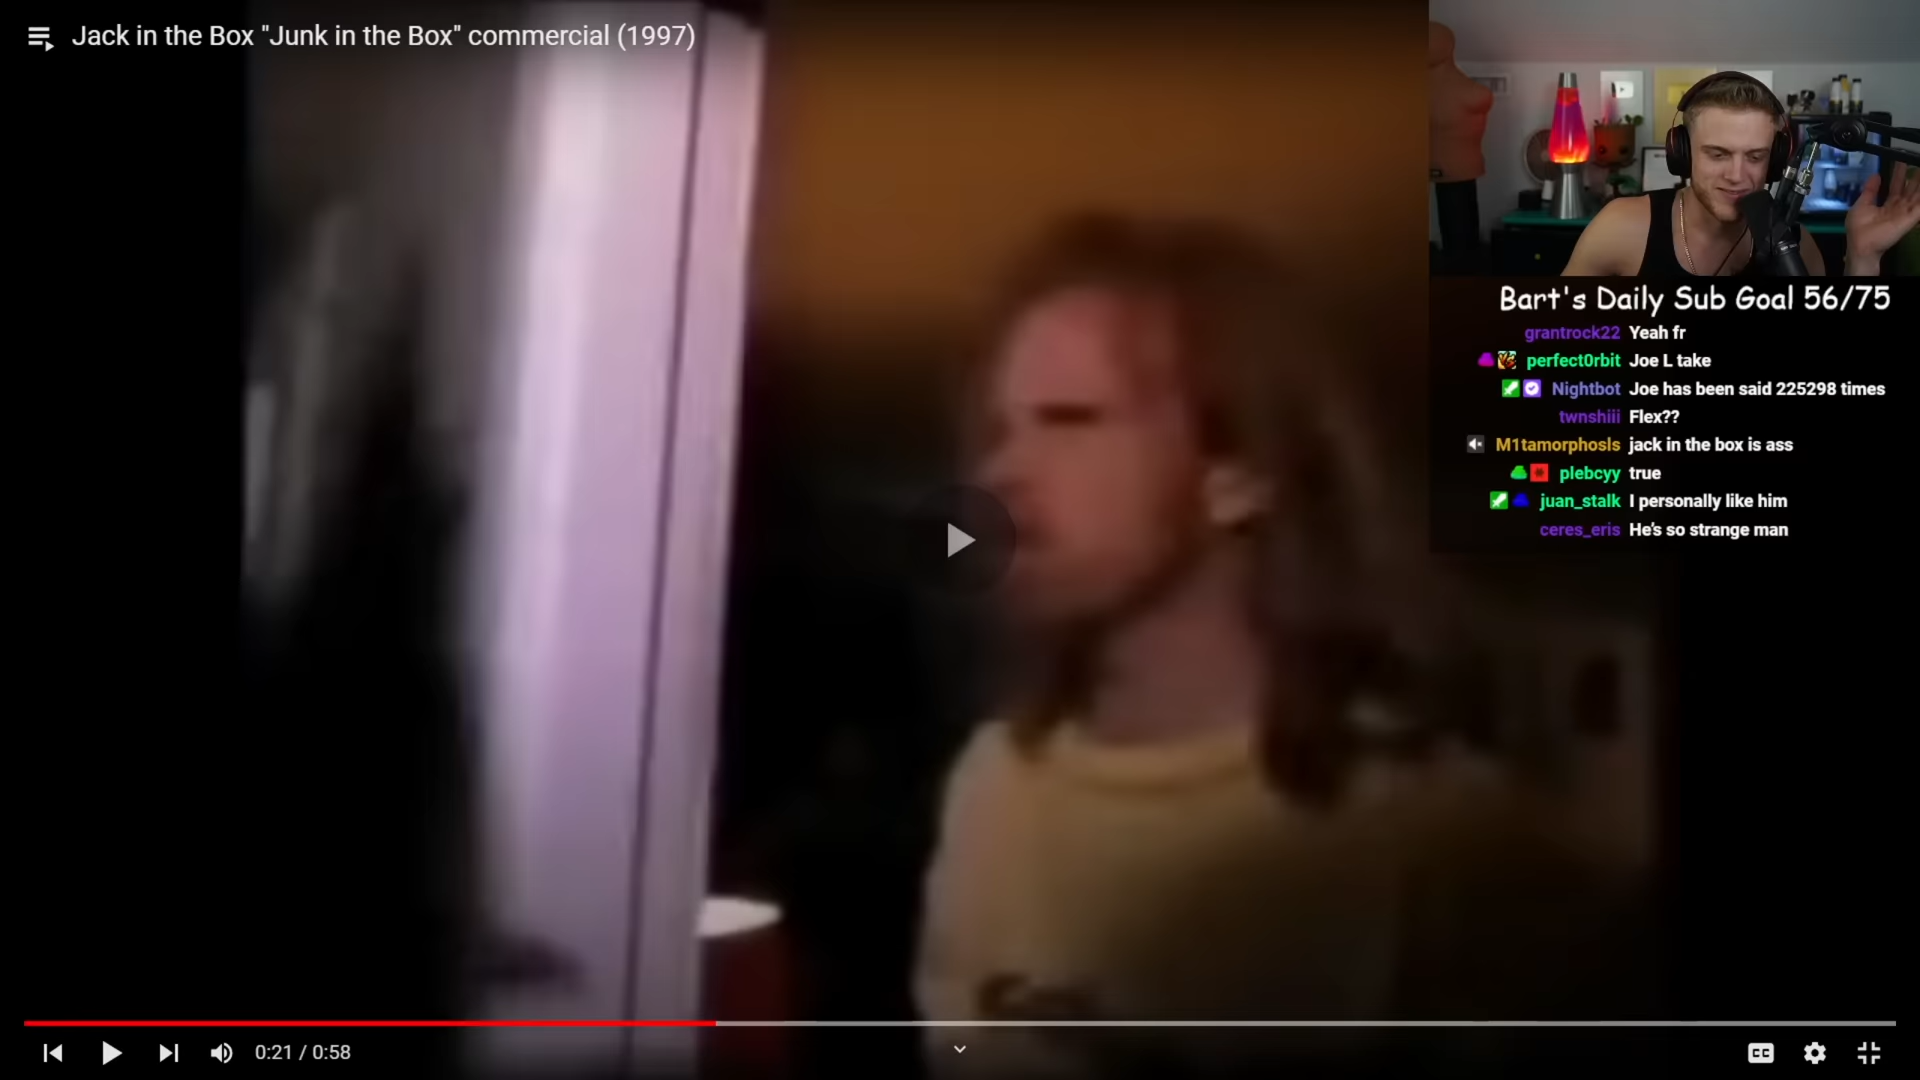 Jack in the Box "Junk in the Box" commercial (1997)
Bart's Daily Sub Goal 56/75
grantrock22 Yeah fr
perfect0rbit Joe L take
Nightbot Joe has been said 225298 times
twnshiii Flex??
M1tamorphosls jack in the box is ass
plebcyy true
juan_stalk I personally like him
ceres_eris He's so strange man
0:21 / 0:58
CC